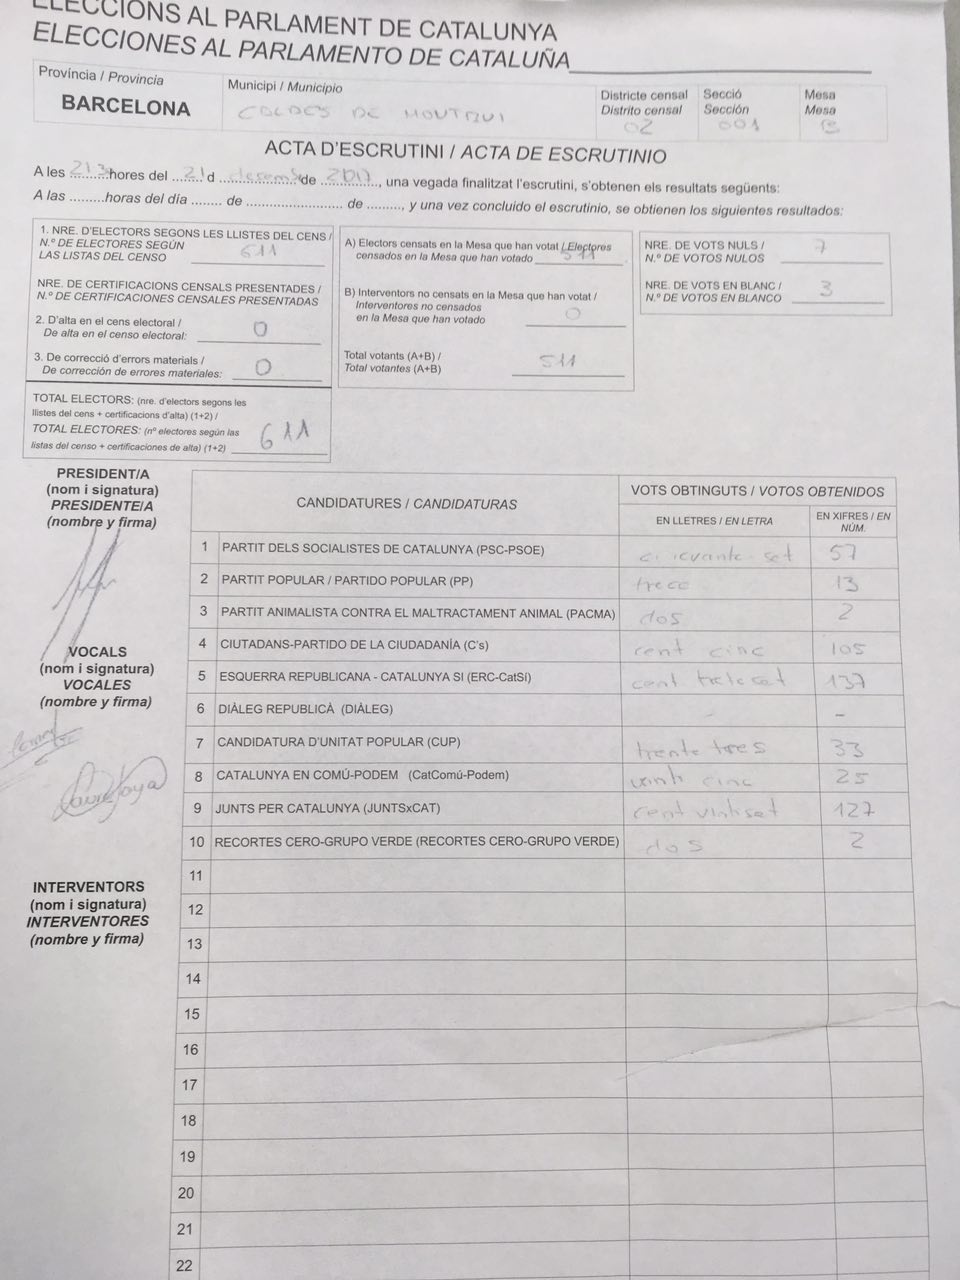 ELECCIONS AL PARLAMENT DE CATALUNYA
ELECCIONES AL PARLAMENTO DE CATALUÑA
Província / Provincia
BARCELONA
Municipi / Municipio
CALDES DE MONTBUI
Districte censal
Distrito censal
02
Secció
Sección
001
Mesa
Mesa
B
ACTA D'ESCRUTINI / ACTA DE ESCRUTINIO
A les 213 hores del 21 d desembre de 2017, una vegada finalitzat l'escrutini, s'obtenen els resultats següents:
A las .........horas del día ........ de ......................... de ........., y una vez concluido el escrutinio, se obtienen los siguientes resultados:
1. NRE. D'ELECTORS SEGONS LES LLISTES DEL CENS /
N.º DE ELECTORES SEGÚN
LAS LISTAS DEL CENSO 611
NRE. DE CERTIFICACIONS CENSALS PRESENTADES /
N.º DE CERTIFICACIONES CENSALES PRESENTADAS
2. D'alta en el cens electoral /
De alta en el censo electoral: 0
3. De correcció d'errors materials /
De corrección de errores materiales: 0
TOTAL ELECTORS: (nre. d'electors segons les
llistes del cens + certificacions d'alta) (1+2) /
TOTAL ELECTORES: (nº electores según las
listas del censo + certificaciones de alta) (1+2) 611
A) Electors censats en la Mesa que han votat / Electores
censados en la Mesa que han votado 511
B) Interventors no censats en la Mesa que han votat /
Interventores no censados
en la Mesa que han votado 0
Total votants (A+B) /
Total votantes (A+B) 511
NRE. DE VOTS NULS /
N.º DE VOTOS NULOS 7
NRE. DE VOTS EN BLANC /
N.º DE VOTOS EN BLANCO 3
PRESIDENT/A
(nom i signatura)
PRESIDENTE/A
(nombre y firma)
VOCALS
(nom i signatura)
VOCALES
(nombre y firma)
INTERVENTORS
(nom i signatura)
INTERVENTORES
(nombre y firma)
CANDIDATURES / CANDIDATURAS
VOTS OBTINGUTS / VOTOS OBTENIDOS
EN LLETRES / EN LETRA
EN XIFRES / EN
NÚM.
1 PARTIT DELS SOCIALISTES DE CATALUNYA (PSC-PSOE) cincuante set 57
2 PARTIT POPULAR / PARTIDO POPULAR (PP) trece 13
3 PARTIT ANIMALISTA CONTRA EL MALTRACTAMENT ANIMAL (PACMA) dos 2
4 CIUTADANS-PARTIDO DE LA CIUDADANÍA (C's) cent cinc 105
5 ESQUERRA REPUBLICANA - CATALUNYA SI (ERC-CatSí) cent 137
6 DIÀLEG REPUBLICÀ (DIÀLEG) - -
7 CANDIDATURA D'UNITAT POPULAR (CUP) trente tres 33
8 CATALUNYA EN COMÚ-PODEM (CatComú-Podem) vinti cinc 25
9 JUNTS PER CATALUNYA (JUNTSxCAT) cent vintiset 127
10 RECORTES CERO-GRUPO VERDE (RECORTES CERO-GRUPO VERDE) dos 2
11
12
13
14
15
16
17
18
19
20
21
22